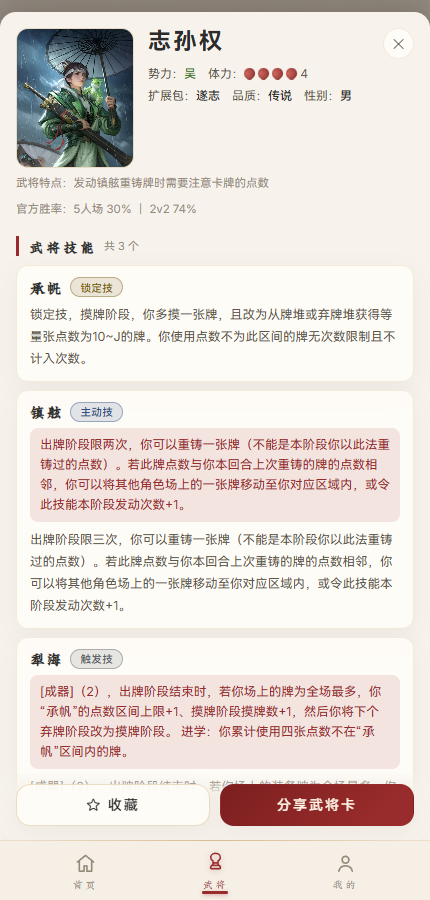 志孙权
势力： 吴 体力： 4
扩展包： 遂志 品质： 传说 性别： 男
武将特点： 发动镇舷重铸牌时需要注意卡牌的点数
官方胜率： 5人场 30% ｜ 2v2 74%
武将技能 共 3 个
承帆 锁定技
锁定技，摸牌阶段，你多摸一张牌，且改为从牌堆或弃牌堆获得等
量张点数为10~J的牌。你使用点数不为此区间的牌无次数限制且不
计入次数。
镇舷 主动技
出牌阶段限两次，你可以重铸一张牌（不能是本阶段你以此法重
铸过的点数）。若此牌点数与你本回合上次重铸的牌的点数相
邻，你可以将其他角色场上的一张牌移动至你对应区域内，或令
此技能本阶段发动次数+1。
出牌阶段限三次，你可以重铸一张牌（不能是本阶段你以此法重铸
过的点数）。若此牌点数与你本回合上次重铸的牌的点数相邻，你
可以将其他角色场上的一张牌移动至你对应区域内，或令此技能本
阶段发动次数+1。
犁海 触发技
[成器]（2），出牌阶段结束时，若你场上的牌为全场最多，你
“承帆”的点数区间上限+1、摸牌阶段摸牌数+1，然后你将下个
弃牌阶段改为摸牌阶段。 进学：你累计使用四张点数不在“承
帆”区间内的牌。
收藏
分享武将卡
首页
武将
我的